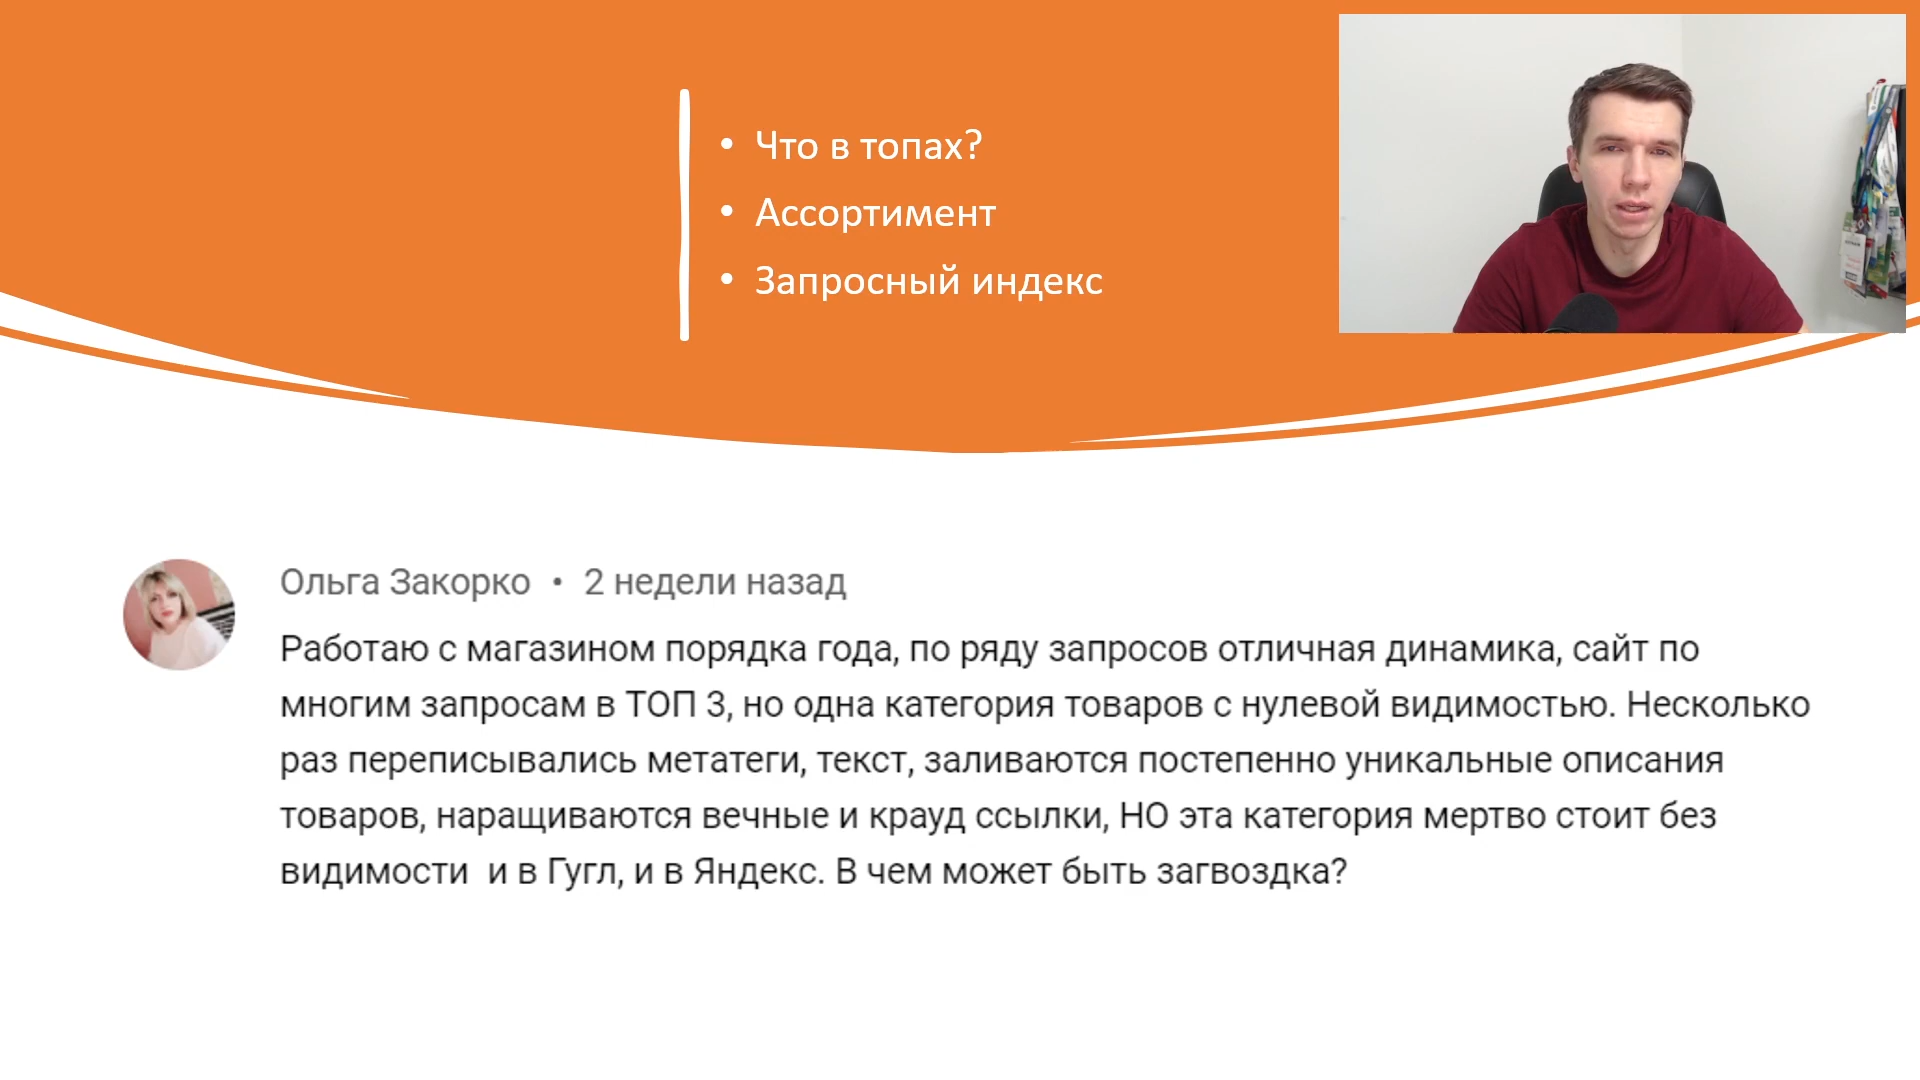 • Что в топах?
• Ассортимент
• Запросный индекс
Ольга Закорко • 2 недели назад
Работаю с магазином порядка года, по ряду запросов отличная динамика, сайт по
многим запросам в ТОП 3, но одна категория товаров с нулевой видимостью. Несколько
раз переписывались метатеги, текст, заливаются постепенно уникальные описания
товаров, наращиваются вечные и крауд ссылки, НО эта категория мертво стоит без
видимости и в Гугл, и в Яндекс. В чем может быть загвоздка?